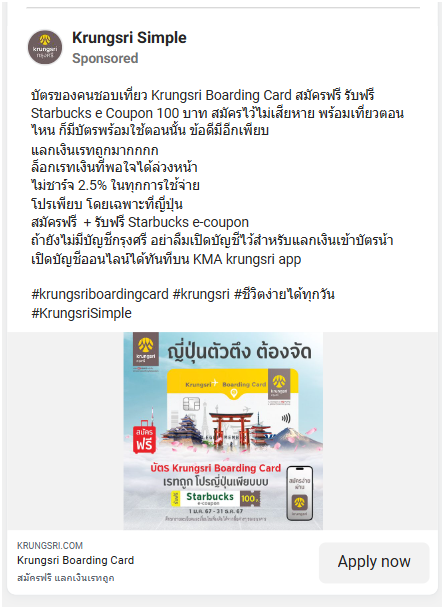 Krungsri Simple
Sponsored
krungsri
กรุงศรี
บัตรของคนชอบเที่ยว Krungsri Boarding Card สมัครฟรี รับฟรี
Starbucks e Coupon 100 บาท สมัครไว้ไม่เสียหาย พร้อมเที่ยวตอน
ไหน ก็มีบัตรพร้อมใช้ตอนนั้น ข้อดีมีอีกเพียบ
แลกเงินเรทถูกมากกกก
ล็อกเรทเงินที่พอใจได้ล่วงหน้า
ไม่ชาร์จ 2.5% ในทุกการใช้จ่าย
โปรเพียบ โดยเฉพาะที่ญี่ปุ่น
สมัครฟรี + รับฟรี Starbucks e-coupon
ถ้ายังไม่มีบัญชีกรุงศรี อย่าลืมเปิดบัญชีไว้สำหรับแลกเงินเข้าบัตรน้า
เปิดบัญชีออนไลน์ได้ทันทีบน KMA krungsri app
#krungsriboardingcard #krungsri #ชีวิตง่ายได้ทุกวัน
#KrungsriSimple
krungsri
ญี่ปุ่นตัวตึง ต้องจัด
Krungsri Boarding Card
สมัคร
ฟรี
บัตร Krungsri Boarding Card
เรทถูก โปรญี่ปุ่นเพียบบบ
รับฟรี Starbucks e-coupon 100.-
1 ม.ค. 67 - 31 ธ.ค. 67
สมัครง่าย
ผ่าน
KRUNGSRI.COM
Krungsri Boarding Card
สมัครฟรี แลกเงินเรทถูก
Apply now